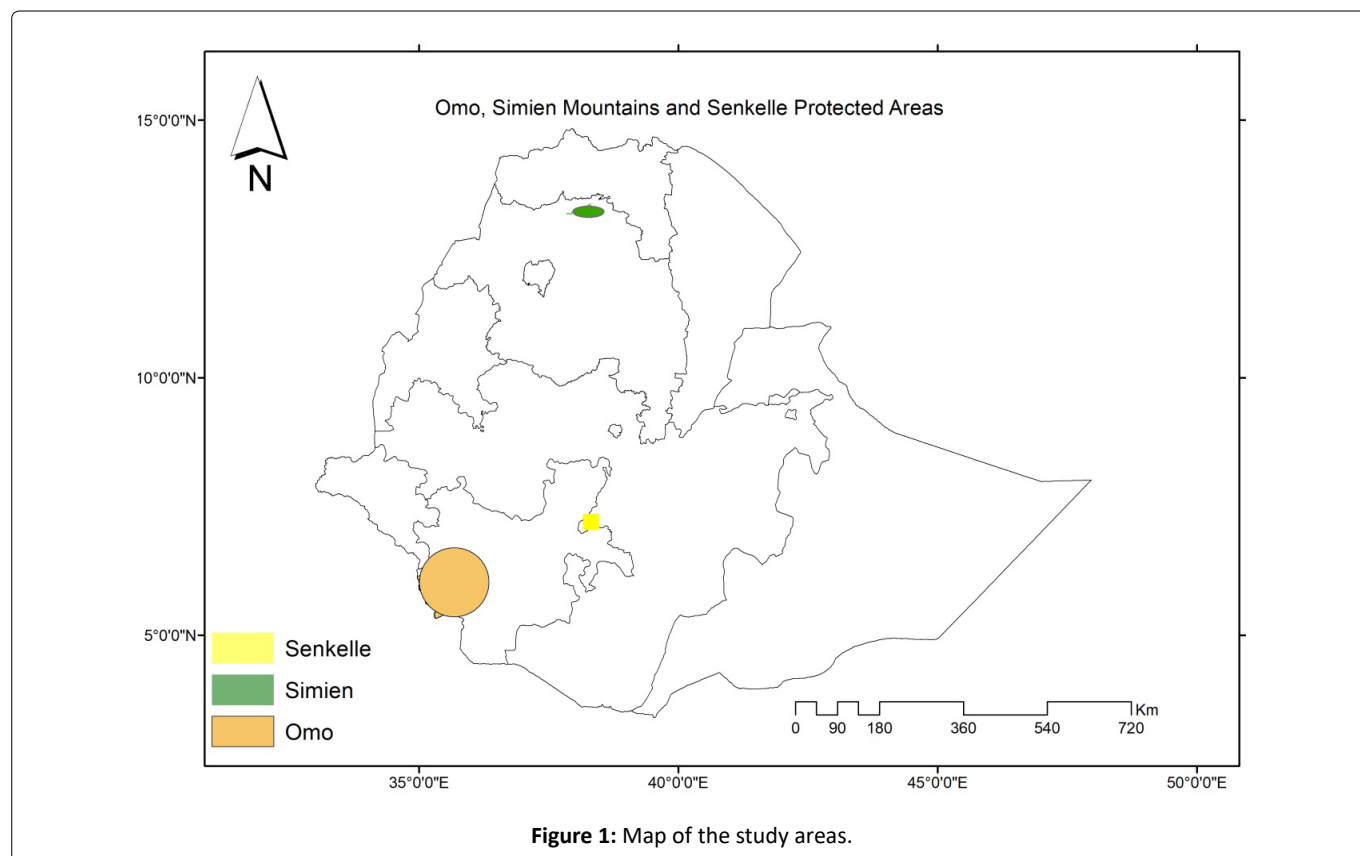 Omo, Simien Mountains and Senkelle Protected Areas
N
15°0'0"N
10°0'0"N
5°0'0"N
Senkelle
Simien
Omo
Km
0 90 180 360 540 720
35°0'0"E 40°0'0"E 45°0'0"E 50°0'0"E
Figure 1: Map of the study areas.